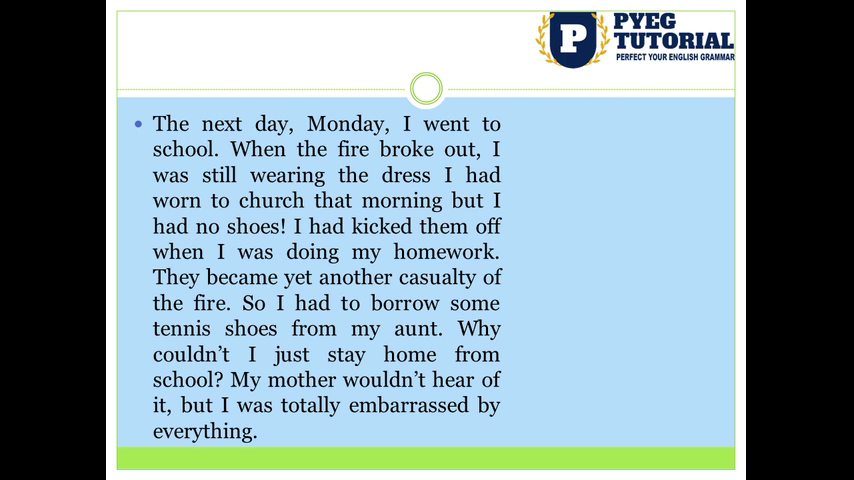 P
PYEG
TUTORIAL
PERFECT YOUR ENGLISH GRAMMAR
The next day, Monday, I went to
school. When the fire broke out, I
was still wearing the dress I had
worn to church that morning but I
had no shoes! I had kicked them off
when I was doing my homework.
They became yet another casualty of
the fire. So I had to borrow some
tennis shoes from my aunt. Why
couldn’t I just stay home from
school? My mother wouldn’t hear of
it, but I was totally embarrassed by
everything.